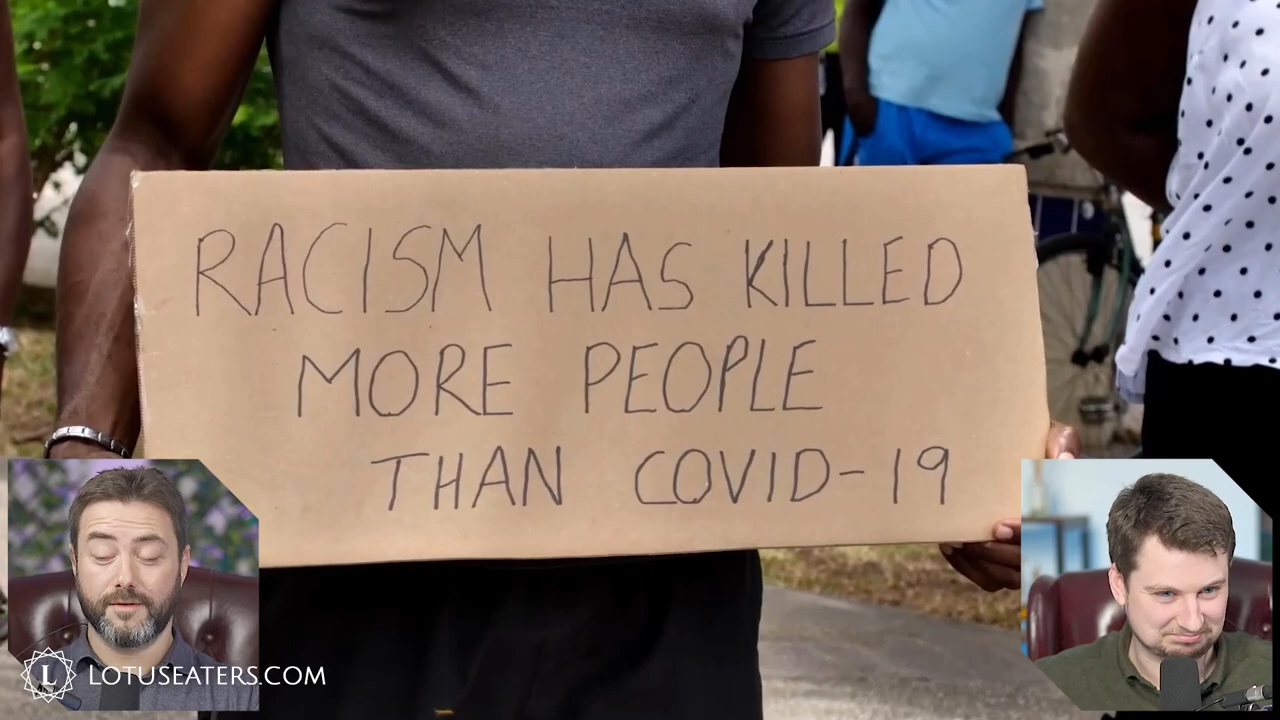 RACISM HAS KILLED
MORE PEOPLE
THAN COVID-19
L LOTUSEATERS.COM